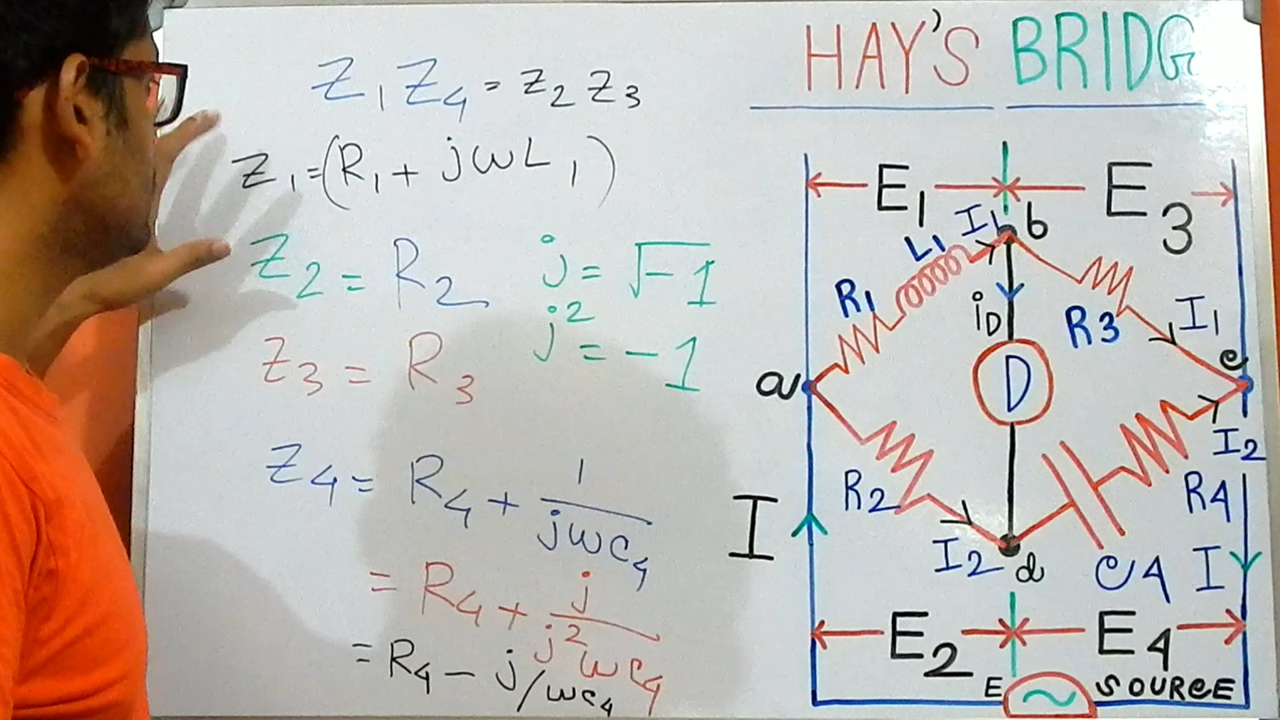 Z₁Z₄ = Z₂Z₃
Z₁ = (R₁ + jωL₁)
Z₂ = R₂
j = √-1
j² = -1
Z₃ = R₃
Z₄ = R₄ + 1/jωC₄
= R₄ + j/j²ωC₄
= R₄ - j/ωC₄
HAY'S BRIDG
E₁ E₃
I₁ b
L₁
R₁
iD
R₃
I₁
a
D
c
I₂
R₂
R₄
I
I₂ d C4 I
E₂ E₄
E SOURCE